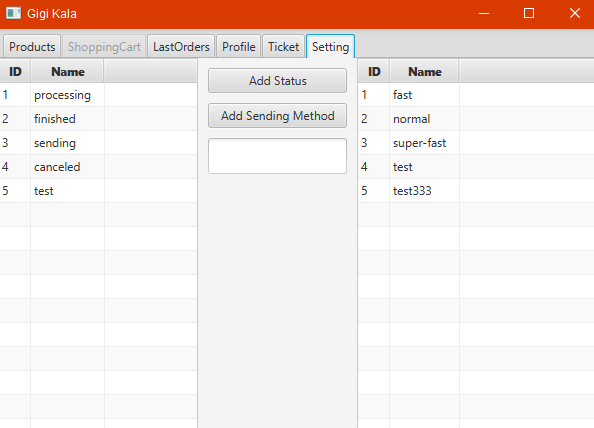 Gigi Kala
Products ShoppingCart LastOrders Profile Ticket Setting
ID Name
1 processing
2 finished
3 sending
4 canceled
5 test
Add Status
Add Sending Method
ID Name
1 fast
2 normal
3 super-fast
4 test
5 test333